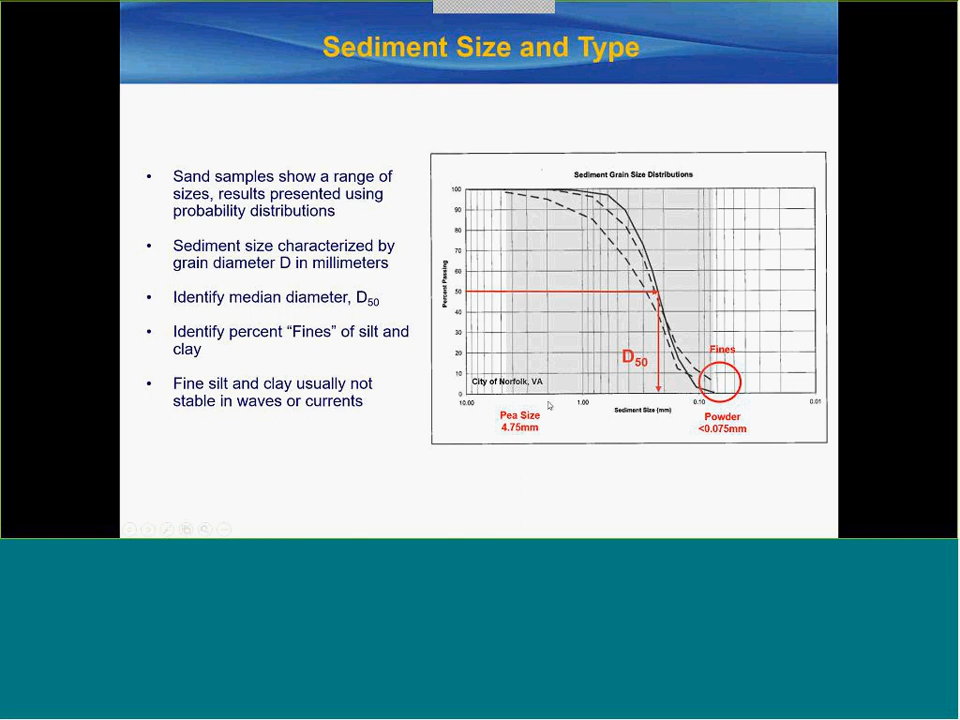 Sediment Size and Type
• Sand samples show a range of
sizes, results presented using
probability distributions
• Sediment size characterized by
grain diameter D in millimeters
• Identify median diameter, D50
• Identify percent “Fines” of silt and
clay
• Fine silt and clay usually not
stable in waves or currents
Sediment Grain Size Distributions
Percent Passing
100
90
80
70
60
50
40
30
20
10
0
D50
Fines
City of Norfolk, VA
10.00 1.00 0.10 0.01
Sediment Size (mm)
Pea Size
4.75mm
Powder
<0.075mm